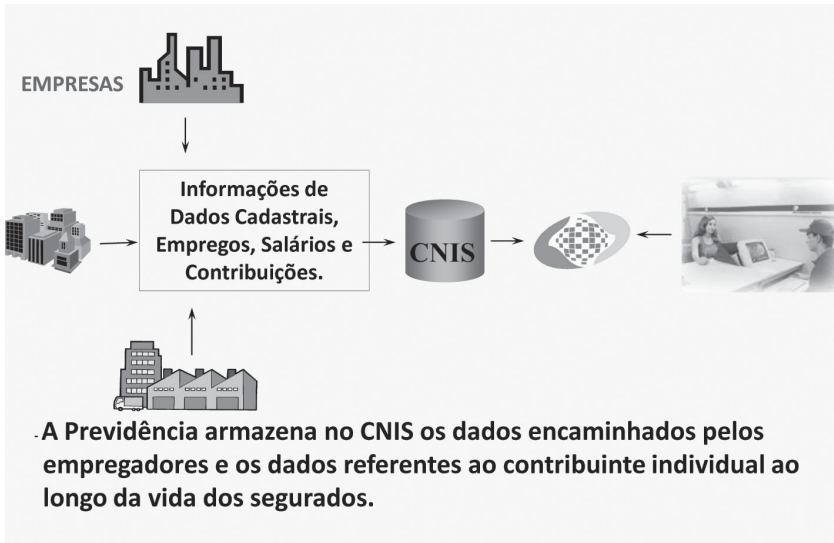 EMPRESAS
Informações de
Dados Cadastrais,
Empregos, Salários e
Contribuições.
CNIS
- A Previdência armazena no CNIS os dados encaminhados pelos
empregadores e os dados referentes ao contribuinte individual ao
longo da vida dos segurados.